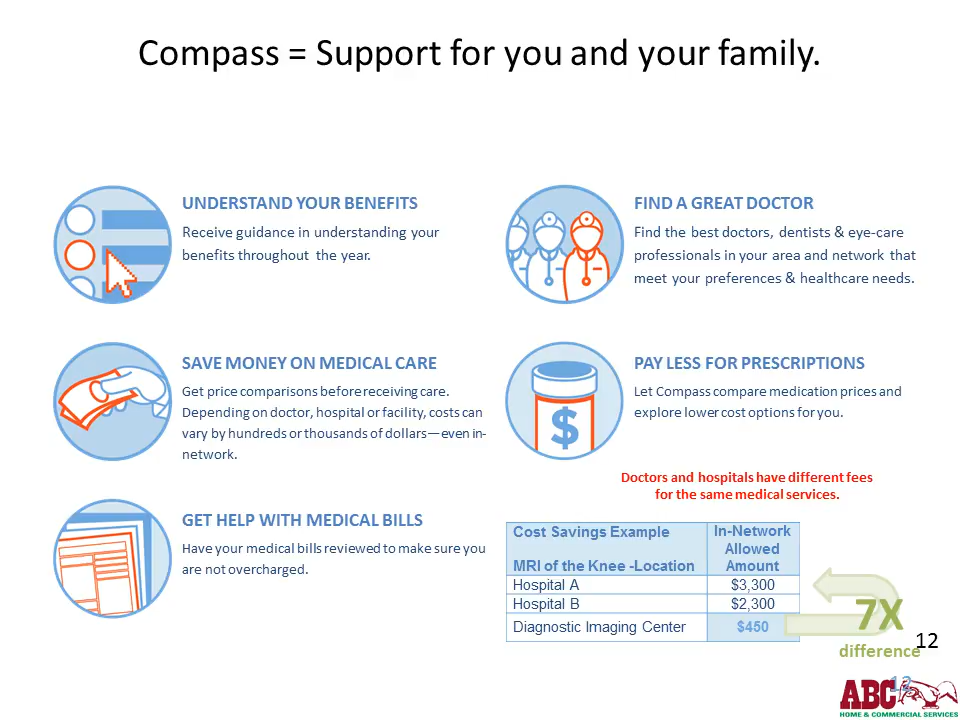 Compass = Support for you and your family.
UNDERSTAND YOUR BENEFITS
Receive guidance in understanding your
benefits throughout the year.
FIND A GREAT DOCTOR
Find the best doctors, dentists & eye-care
professionals in your area and network that
meet your preferences & healthcare needs.
SAVE MONEY ON MEDICAL CARE
Get price comparisons before receiving care.
Depending on doctor, hospital or facility, costs can
vary by hundreds or thousands of dollars—even in-
network.
PAY LESS FOR PRESCRIPTIONS
Let Compass compare medication prices and
explore lower cost options for you.
$
GET HELP WITH MEDICAL BILLS
Have your medical bills reviewed to make sure you
are not overcharged.
Doctors and hospitals have different fees
for the same medical services.
Cost Savings Example
MRI of the Knee -Location
In-Network
Allowed
Amount
Hospital A $3,300
Hospital B $2,300
Diagnostic Imaging Center $450
7X
difference
12
12
ABC
HOME & COMMERCIAL SERVICES